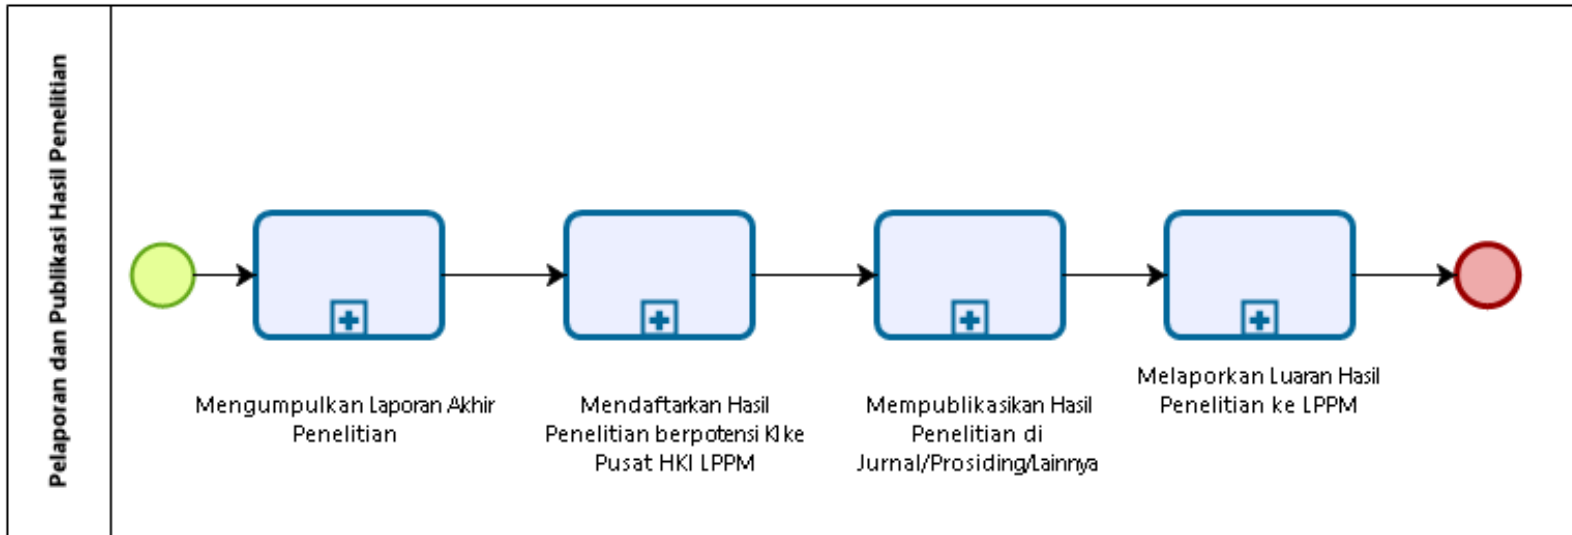 Pelaporan dan Publikasi Hasil Penelitian
Mengumpulkan Laporan Akhir
Penelitian
Mendaftarkan Hasil
Penelitian berpotensi KI ke
Pusat HKI LPPM
Mempublikasikan Hasil
Penelitian di
Jurnal/Prosiding/Lainnya
Melaporkan Luaran Hasil
Penelitian ke LPPM